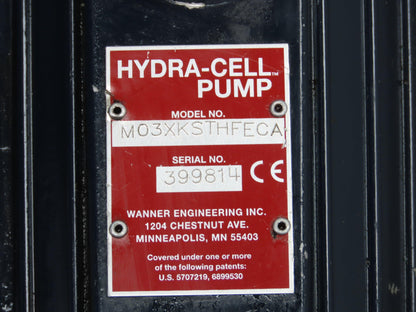 HYDRA-CELL™
PUMP
MODEL NO.
M03XKSTHFECA
SERIAL NO.
399814 CE
WANNER ENGINEERING INC.
1204 CHESTNUT AVE.
MINNEAPOLIS, MN 55403
Covered under one or more
of the following patents:
U.S. 5707219, 6899530